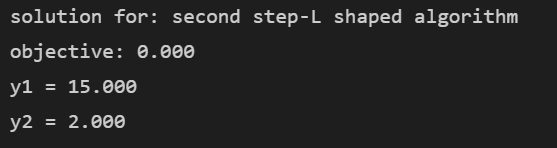 solution for: second step-L shaped algorithm
objective: 0.000
y1 = 15.000
y2 = 2.000